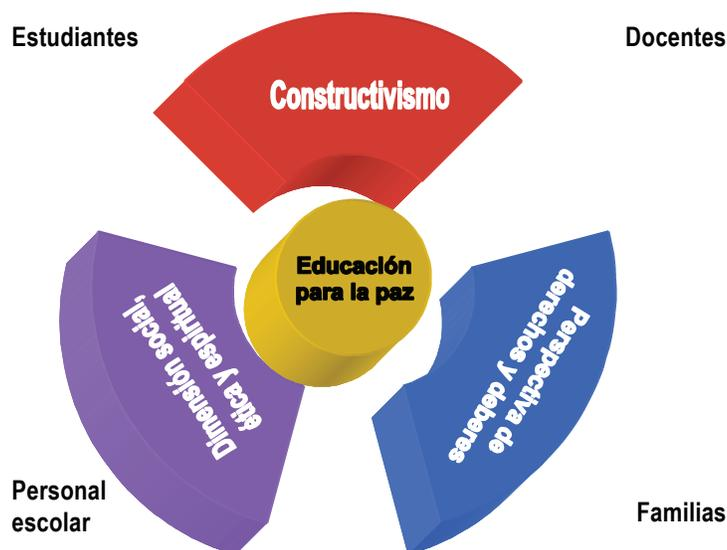 Estudiantes
Docentes
Constructivismo
Educación
para la paz
Dimensión social,
ética y espiritual
Perspectiva de
derechos y deberes
Personal
escolar
Familias